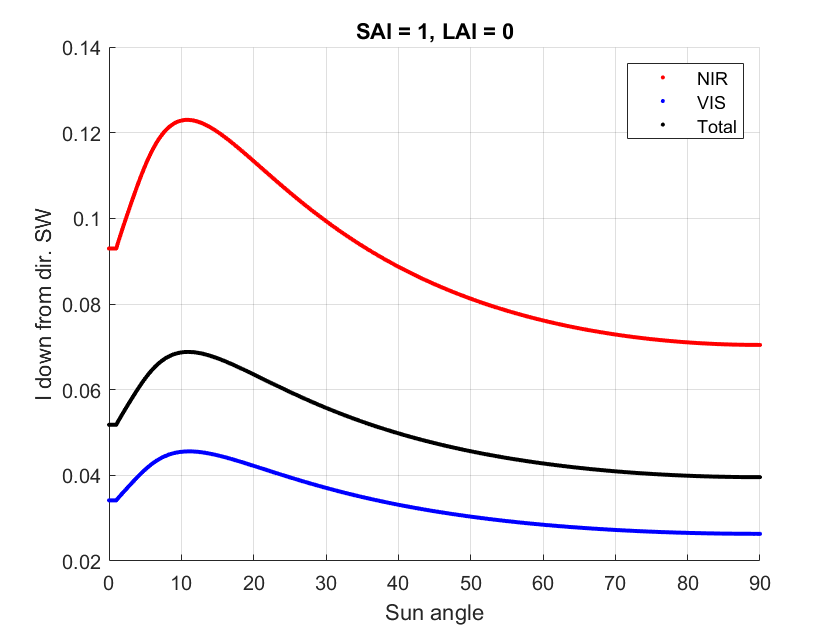 SAI = 1, LAI = 0
0.14
0.12
0.1
0.08
0.06
0.04
0.02
I down from dir. SW
NIR
VIS
Total
0 10 20 30 40 50 60 70 80 90
Sun angle